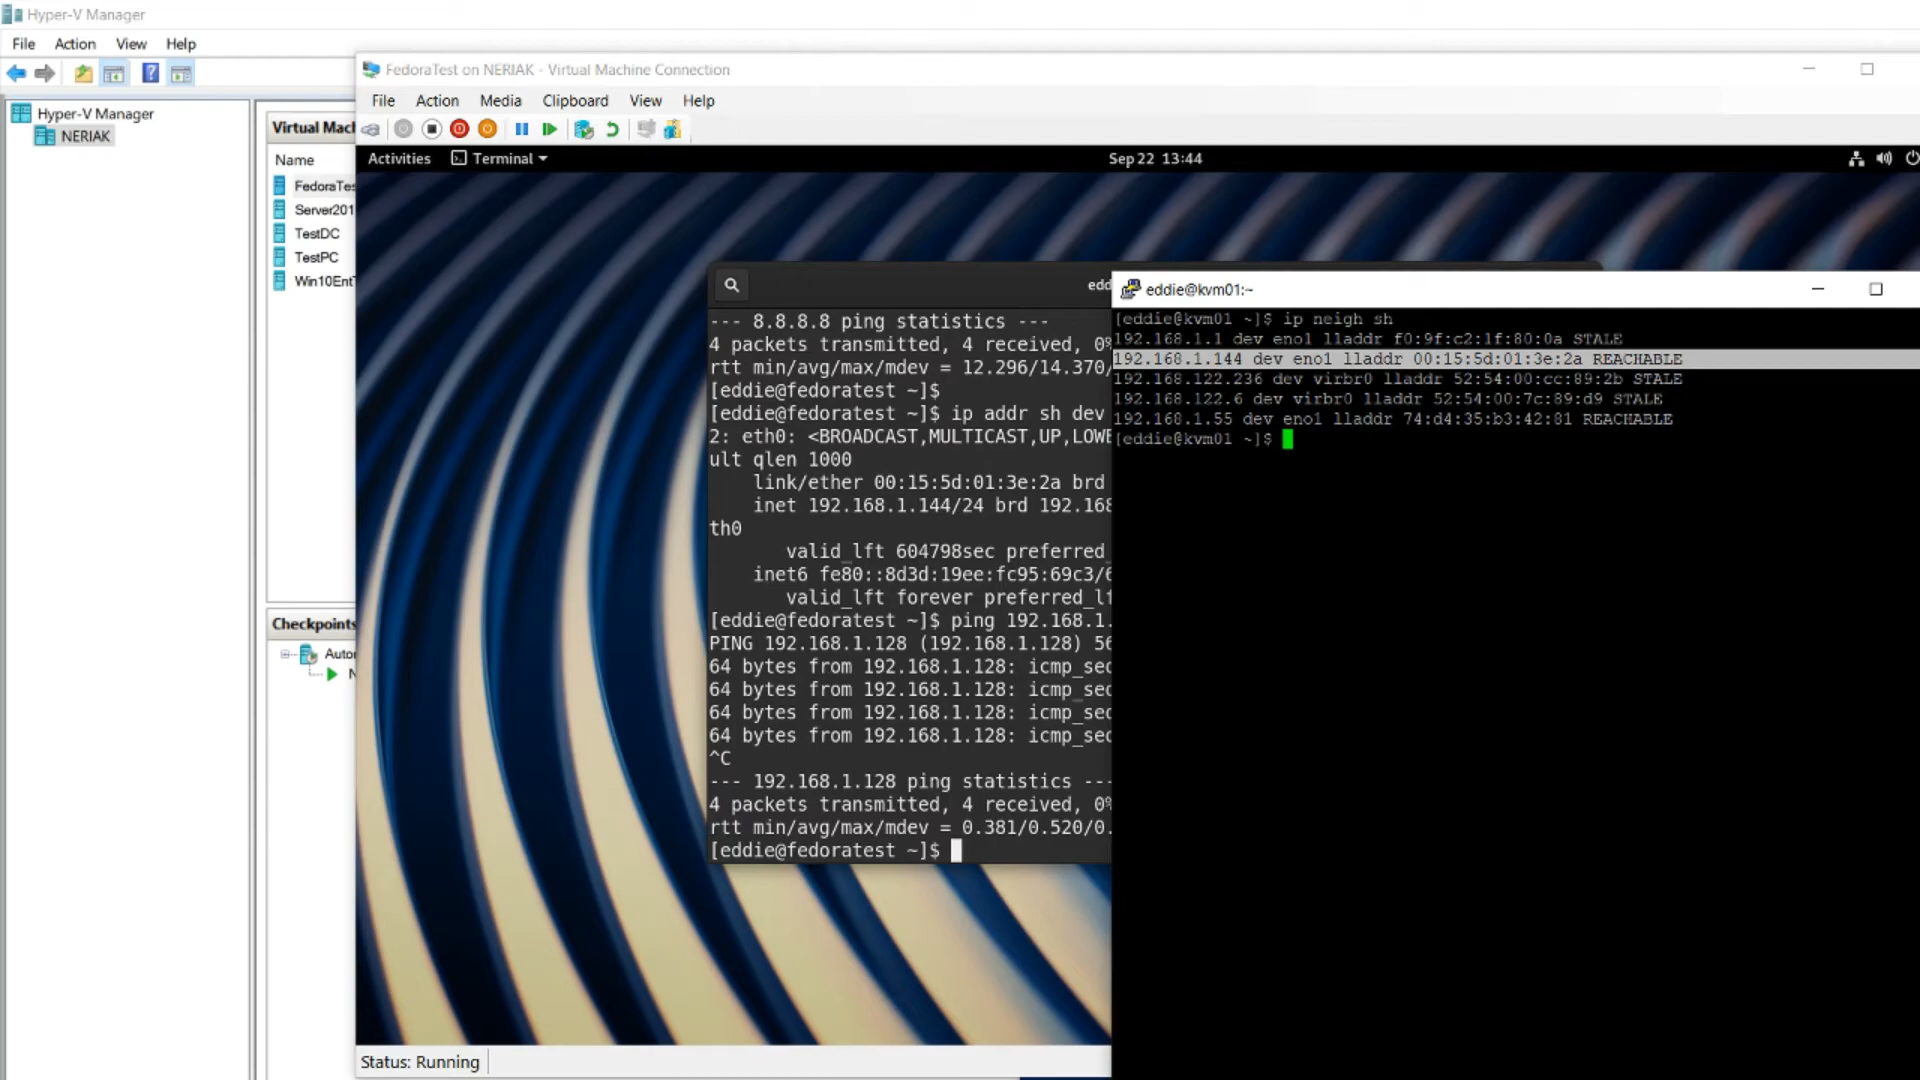 Hyper-V Manager
File Action View Help
Hyper-V Manager
NERIAK
Virtual Mac
Name
FedoraTes
Server201
TestDC
TestPC
Win10Ent
Checkpoints
Autor
FedoraTest on NERIAK - Virtual Machine Connection
File Action Media Clipboard View Help
Activities Terminal Sep 22 13:44
edd
--- 8.8.8.8 ping statistics ---
4 packets transmitted, 4 received, 0%
rtt min/avg/max/mdev = 12.296/14.370/
[eddie@fedoratest ~]$
[eddie@fedoratest ~]$ ip addr sh dev
2: eth0: <BROADCAST,MULTICAST,UP,LOWE
ult qlen 1000
link/ether 00:15:5d:01:3e:2a brd
inet 192.168.1.144/24 brd 192.168
th0
valid_lft 604798sec preferred_
inet6 fe80::8d3d:19ee:fc95:69c3/6
valid_lft forever preferred_lf
[eddie@fedoratest ~]$ ping 192.168.1.
PING 192.168.1.128 (192.168.1.128) 56
64 bytes from 192.168.1.128: icmp_seq
64 bytes from 192.168.1.128: icmp_seq
64 bytes from 192.168.1.128: icmp_seq
64 bytes from 192.168.1.128: icmp_seq
^C
--- 192.168.1.128 ping statistics ---
4 packets transmitted, 4 received, 0%
rtt min/avg/max/mdev = 0.381/0.520/0.
[eddie@fedoratest ~]$
eddie@kvm01:~
[eddie@kvm01 ~]$ ip neigh sh
192.168.1.1 dev eno1 lladdr f0:9f:c2:1f:80:0a STALE
192.168.1.144 dev eno1 lladdr 00:15:5d:01:3e:2a REACHABLE
192.168.122.236 dev virbr0 lladdr 52:54:00:cc:89:2b STALE
192.168.122.6 dev virbr0 lladdr 52:54:00:7c:89:d9 STALE
192.168.1.55 dev eno1 lladdr 74:d4:35:b3:42:81 REACHABLE
[eddie@kvm01 ~]$
Status: Running